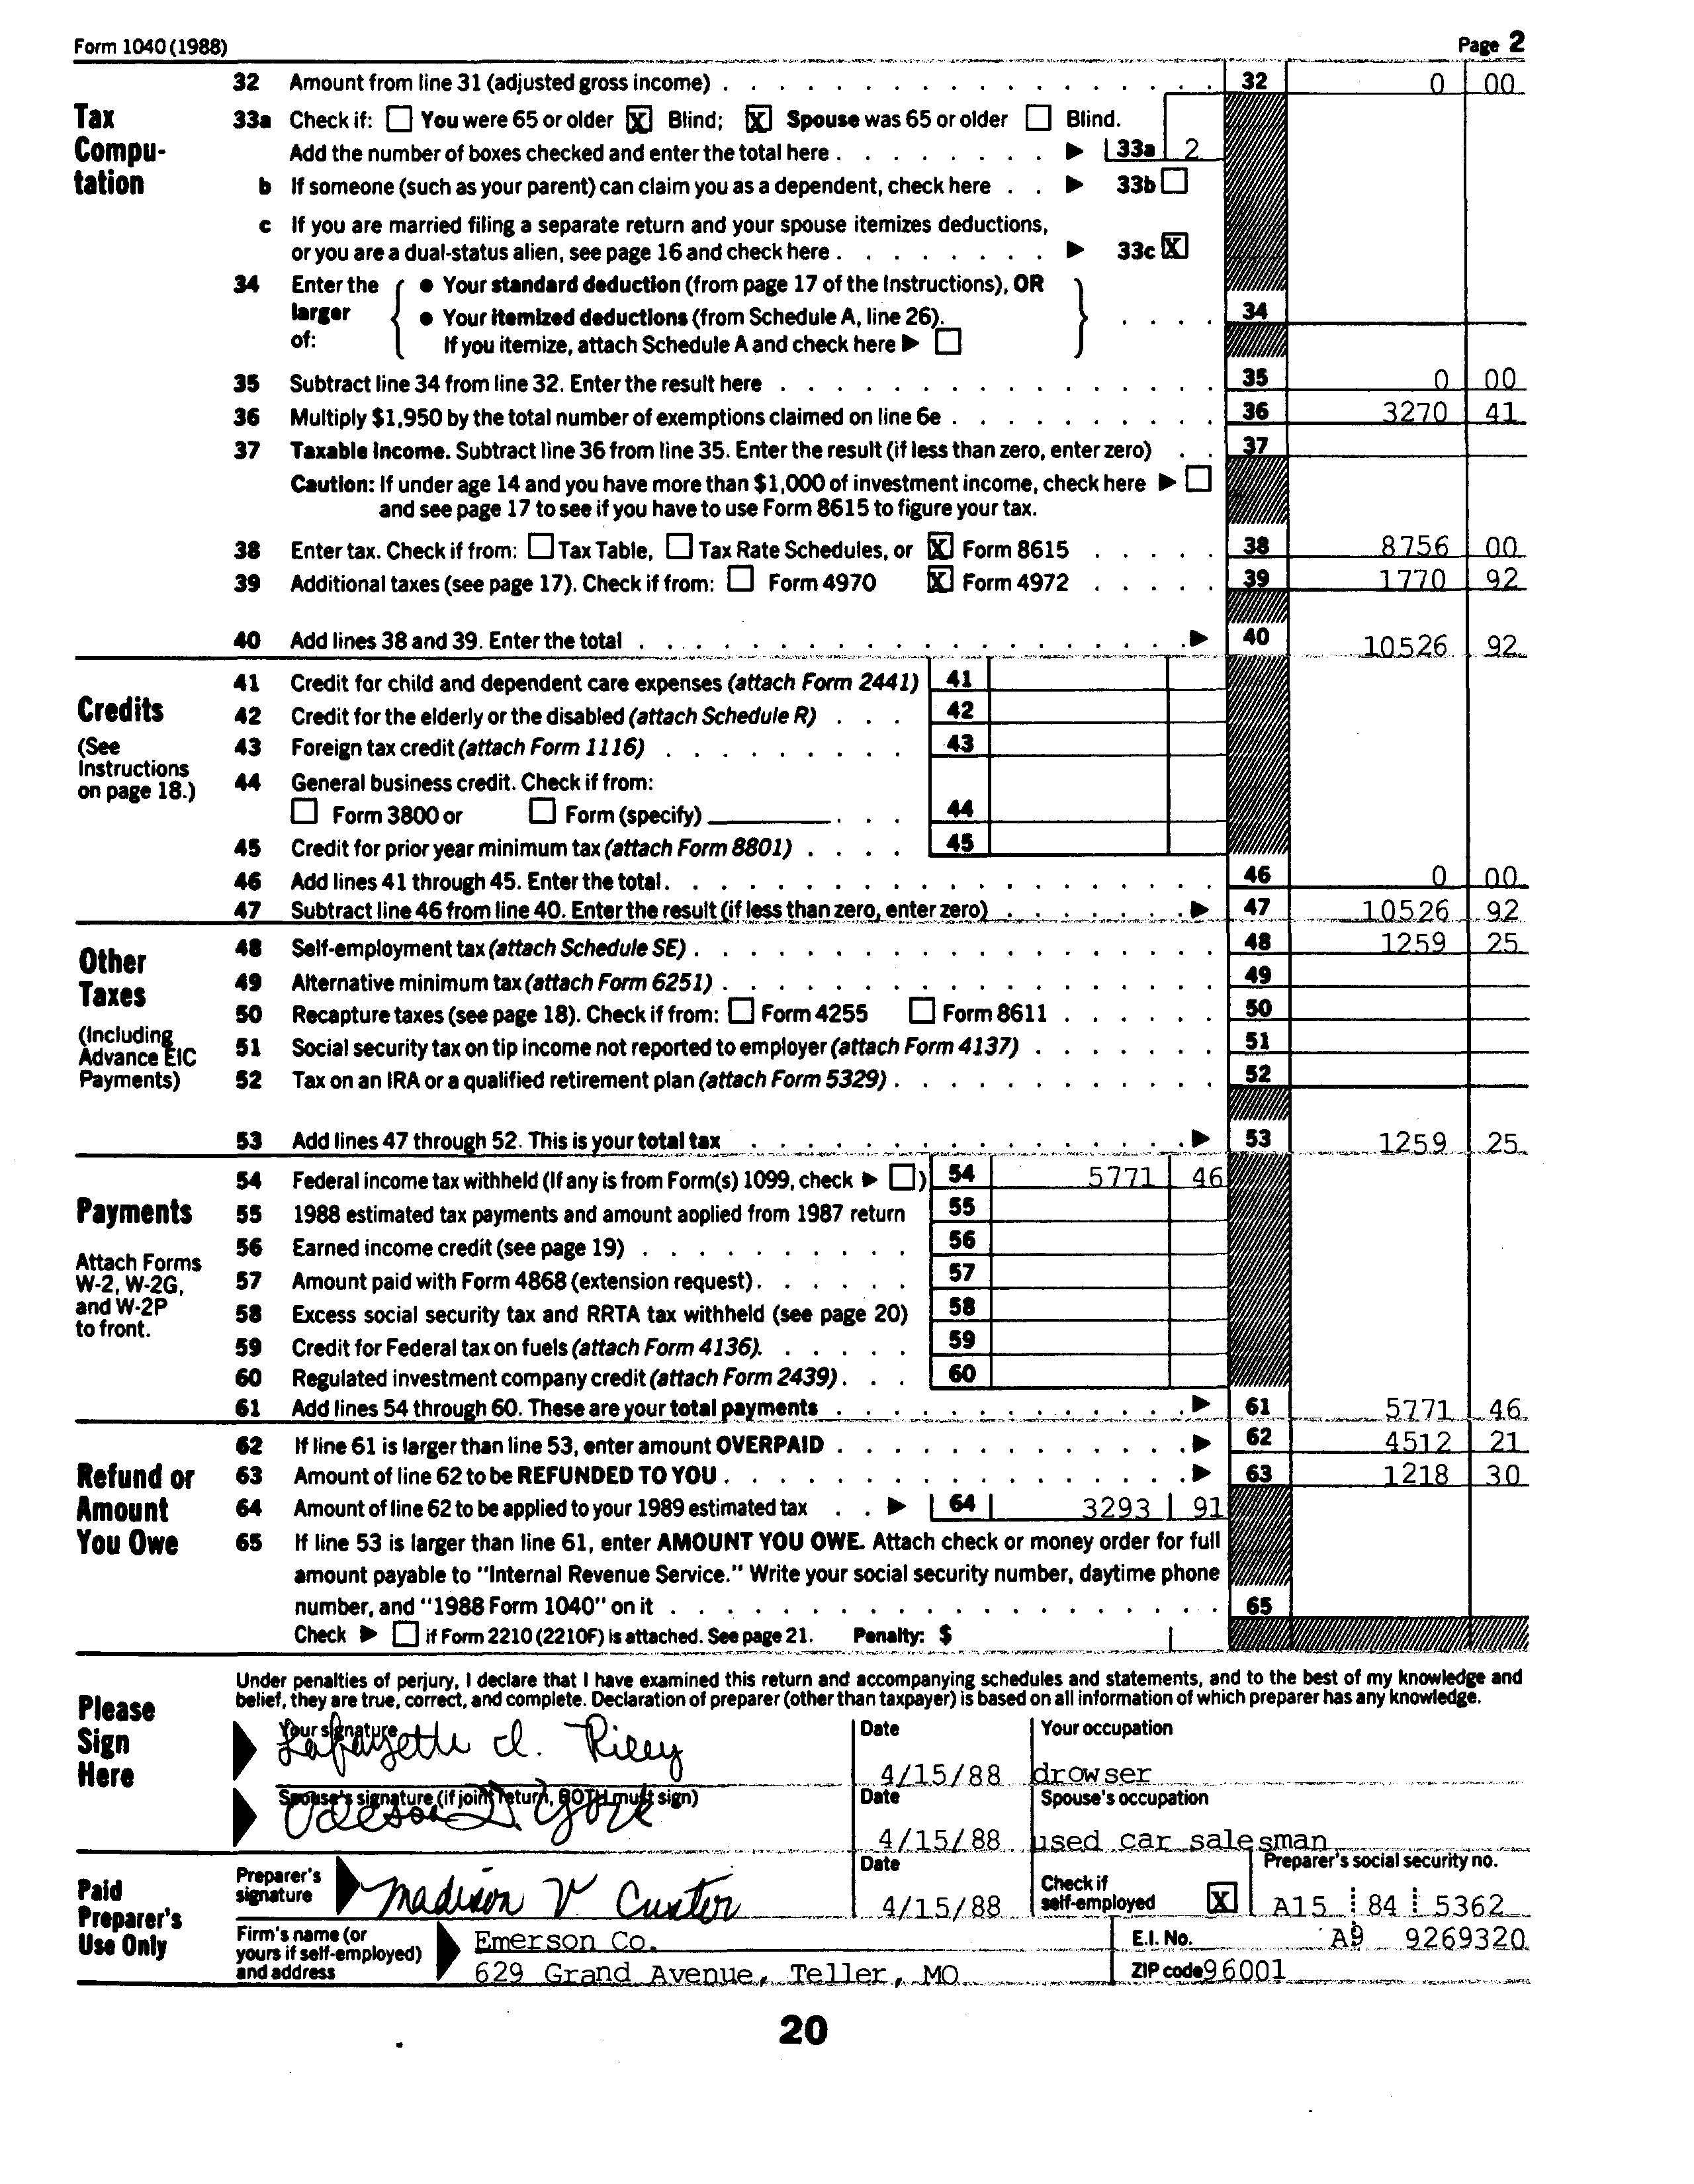 Form 1040 (1988) Page 2
32 Amount from line 31 (adjusted gross income) . . . 32 0 00
Tax Computation
33a Check if: ☐ You were 65 or older ☒ Blind; ☒ Spouse was 65 or older ☐ Blind.
Add the number of boxes checked and enter the total here . . . ▶ 33a 2
b If someone (such as your parent) can claim you as a dependent, check here . . ▶ 33b ☐
c If you are married filing a separate return and your spouse itemizes deductions,
or you are a dual-status alien, see page 16 and check here . . . ▶ 33c ☒
34 Enter the larger of:
● Your standard deduction (from page 17 of the Instructions), OR
● Your itemized deductions (from Schedule A, line 26). . . . 34
If you itemize, attach Schedule A and check here ▶ ☐
35 Subtract line 34 from line 32. Enter the result here . . . 35 0 00
36 Multiply $1,950 by the total number of exemptions claimed on line 6e . . . 36 3270 41
37 Taxable income. Subtract line 36 from line 35. Enter the result (if less than zero, enter zero) . . 37
Caution: If under age 14 and you have more than $1,000 of investment income, check here ▶ ☐
and see page 17 to see if you have to use Form 8615 to figure your tax.
38 Enter tax. Check if from: ☐ Tax Table, ☐ Tax Rate Schedules, or ☒ Form 8615 . . . 38 8756 00
39 Additional taxes (see page 17). Check if from: ☐ Form 4970 ☒ Form 4972 . . . 39 1770 92
40 Add lines 38 and 39. Enter the total . . . ▶ 40 10526 92
Credits
(See Instructions on page 18.)
41 Credit for child and dependent care expenses (attach Form 2441) 41
42 Credit for the elderly or the disabled (attach Schedule R) . . . 42
43 Foreign tax credit (attach Form 1116) . . . 43
44 General business credit. Check if from:
☐ Form 3800 or ☐ Form (specify) ______ . . . 44
45 Credit for prior year minimum tax (attach Form 8801) . . . 45
46 Add lines 41 through 45. Enter the total . . . 46 0 00
47 Subtract line 46 from line 40. Enter the result (if less than zero, enter zero) . . . ▶ 47 10526 92
Other Taxes
(Including Advance EIC Payments)
48 Self-employment tax (attach Schedule SE) . . . 48 1259 25
49 Alternative minimum tax (attach Form 6251) . . . 49
50 Recapture taxes (see page 18). Check if from: ☐ Form 4255 ☐ Form 8611 . . . 50
51 Social security tax on tip income not reported to employer (attach Form 4137) . . . 51
52 Tax on an IRA or a qualified retirement plan (attach Form 5329) . . . 52
53 Add lines 47 through 52. This is your total tax . . . ▶ 53 1259 25
Payments
Attach Forms W-2, W-2G, and W-2P to front.
54 Federal income tax withheld (If any is from Form(s) 1099, check ▶ ☐) 54 5771 46
55 1988 estimated tax payments and amount applied from 1987 return 55
56 Earned income credit (see page 19) . . . 56
57 Amount paid with Form 4868 (extension request) . . . 57
58 Excess social security tax and RRTA tax withheld (see page 20) 58
59 Credit for Federal tax on fuels (attach Form 4136). . . . 59
60 Regulated investment company credit (attach Form 2439) . . . 60
61 Add lines 54 through 60. These are your total payments . . . ▶ 61 5771 46
Refund or Amount You Owe
62 If line 61 is larger than line 53, enter amount OVERPAID . . . ▶ 62 4512 21
63 Amount of line 62 to be REFUNDED TO YOU . . . ▶ 63 1218 30
64 Amount of line 62 to be applied to your 1989 estimated tax . . ▶ 64 3293 91
65 If line 53 is larger than line 61, enter AMOUNT YOU OWE. Attach check or money order for full
amount payable to "Internal Revenue Service." Write your social security number, daytime phone
number, and "1988 Form 1040" on it . . . 65
Check ▶ ☐ if Form 2210 (2210F) is attached. See page 21. Penalty: $
Please Sign Here
Under penalties of perjury, I declare that I have examined this return and accompanying schedules and statements, and to the best of my knowledge and
belief, they are true, correct, and complete. Declaration of preparer (other than taxpayer) is based on all information of which preparer has any knowledge.
Your signature Date Your occupation
Lafayette d. Riley 4/15/88 drowser
Spouse's signature (if joint return, BOTH must sign) Date Spouse's occupation
York 4/15/88 used car salesman
Paid Preparer's Use Only
Preparer's signature Madison V Custer Date 4/15/88 Check if self-employed ☒ Preparer's social security no. A15 84 5362
Firm's name (or yours if self-employed) and address Emerson Co. E.I. No. A9 9269320
629 Grand Avenue, Teller, MO ZIP code 96001
20